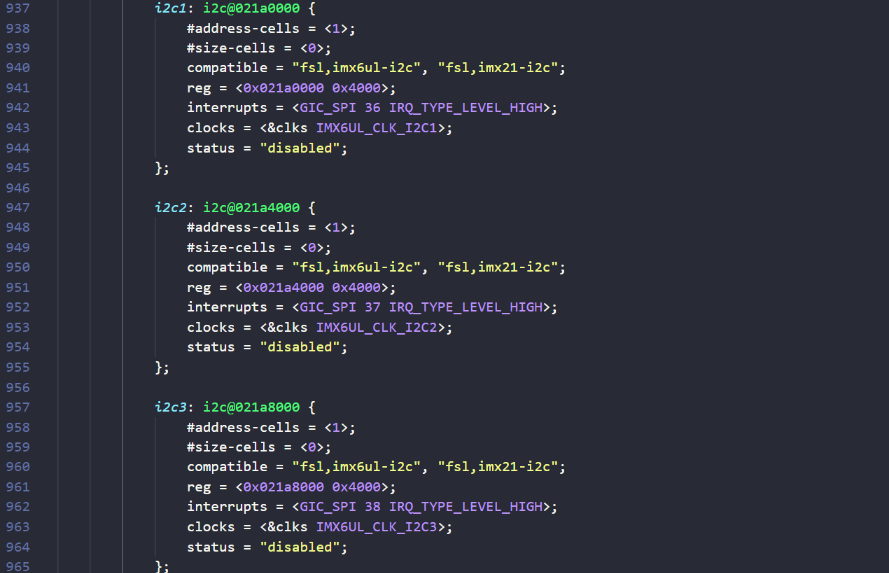 937 i2c1: i2c@021a0000 {
938 #address-cells = <1>;
939 #size-cells = <0>;
940 compatible = "fsl,imx6ul-i2c", "fsl,imx21-i2c";
941 reg = <0x021a0000 0x4000>;
942 interrupts = <GIC_SPI 36 IRQ_TYPE_LEVEL_HIGH>;
943 clocks = <&clks IMX6UL_CLK_I2C1>;
944 status = "disabled";
945 };
946
947 i2c2: i2c@021a4000 {
948 #address-cells = <1>;
949 #size-cells = <0>;
950 compatible = "fsl,imx6ul-i2c", "fsl,imx21-i2c";
951 reg = <0x021a4000 0x4000>;
952 interrupts = <GIC_SPI 37 IRQ_TYPE_LEVEL_HIGH>;
953 clocks = <&clks IMX6UL_CLK_I2C2>;
954 status = "disabled";
955 };
956
957 i2c3: i2c@021a8000 {
958 #address-cells = <1>;
959 #size-cells = <0>;
960 compatible = "fsl,imx6ul-i2c", "fsl,imx21-i2c";
961 reg = <0x021a8000 0x4000>;
962 interrupts = <GIC_SPI 38 IRQ_TYPE_LEVEL_HIGH>;
963 clocks = <&clks IMX6UL_CLK_I2C3>;
964 status = "disabled";
965 };